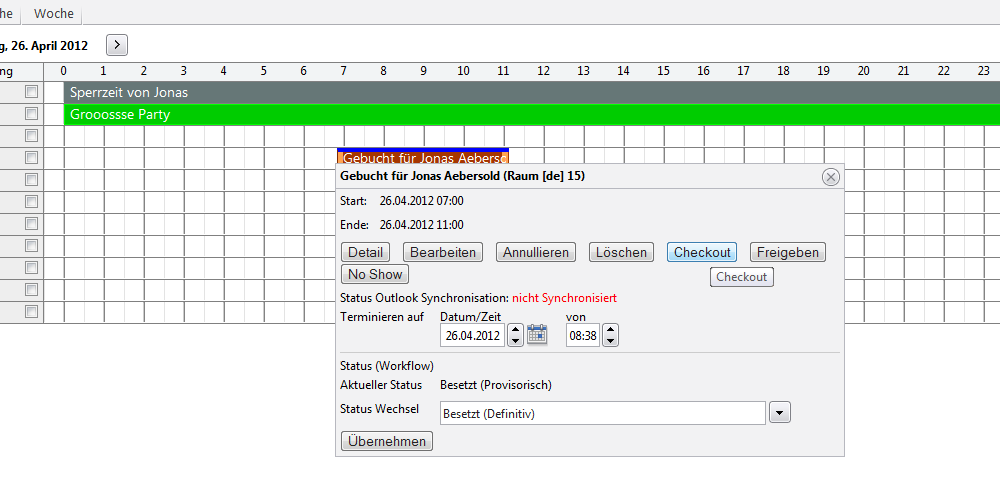 he Woche
g, 26. April 2012 >
ng 0 1 2 3 4 5 6 7 8 9 10 11 12 13 14 15 16 17 18 19 20 21 22 23
Sperrzeit von Jonas
Grooossse Party
Gebucht für Jonas Aebersc
Gebucht für Jonas Aebersold (Raum [de] 15)
Start: 26.04.2012 07:00
Ende: 26.04.2012 11:00
Detail Bearbeiten Annullieren Löschen Checkout Freigeben
No Show Checkout
Status Outlook Synchronisation: nicht Synchronisiert
Terminieren auf Datum/Zeit von
26.04.2012 08:38
Status (Workflow)
Aktueller Status Besetzt (Provisorisch)
Status Wechsel Besetzt (Definitiv)
Übernehmen